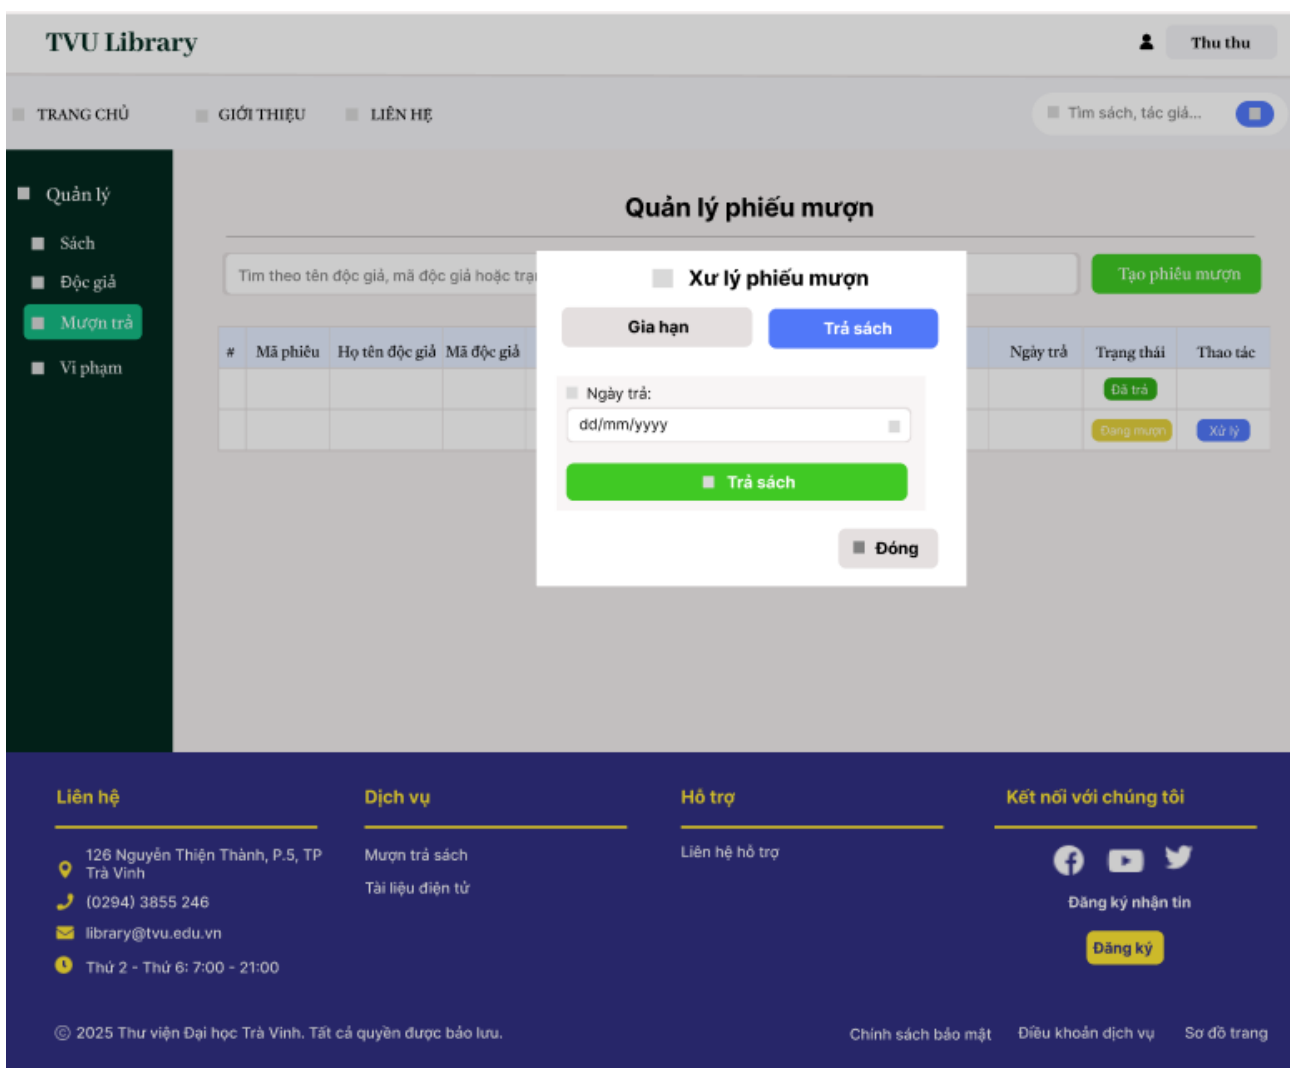 TVU Library
Thu thu
TRANG CHỦ
GIỚI THIỆU
LIÊN HỆ
Tìm sách, tác giả...
Quản lý
Sách
Độc giả
Mượn trả
Vi phạm
Quản lý phiếu mượn
Tìm theo tên độc giả, mã độc giả hoặc trạ
Tạo phiếu mượn
# Mã phiếu Họ tên độc giả Mã độc giả Ngày trả Trạng thái Thao tác
Đã trả
Đang mượn Xử lý
Xư lý phiếu mượn
Gia hạn
Trả sách
Ngày trả:
dd/mm/yyyy
Trả sách
Đóng
Liên hệ
126 Nguyễn Thiện Thành, P.5, TP
Trà Vinh
(0294) 3855 246
library@tvu.edu.vn
Thứ 2 - Thứ 6: 7:00 - 21:00
Dịch vụ
Mượn trả sách
Tài liệu điện tử
Hỗ trợ
Liên hệ hỗ trợ
Kết nối với chúng tôi
Đăng ký nhận tin
Đăng ký
© 2025 Thư viện Đại học Trà Vinh. Tất cả quyền được bảo lưu.
Chính sách bảo mật
Điều khoản dịch vụ
Sơ đồ trang